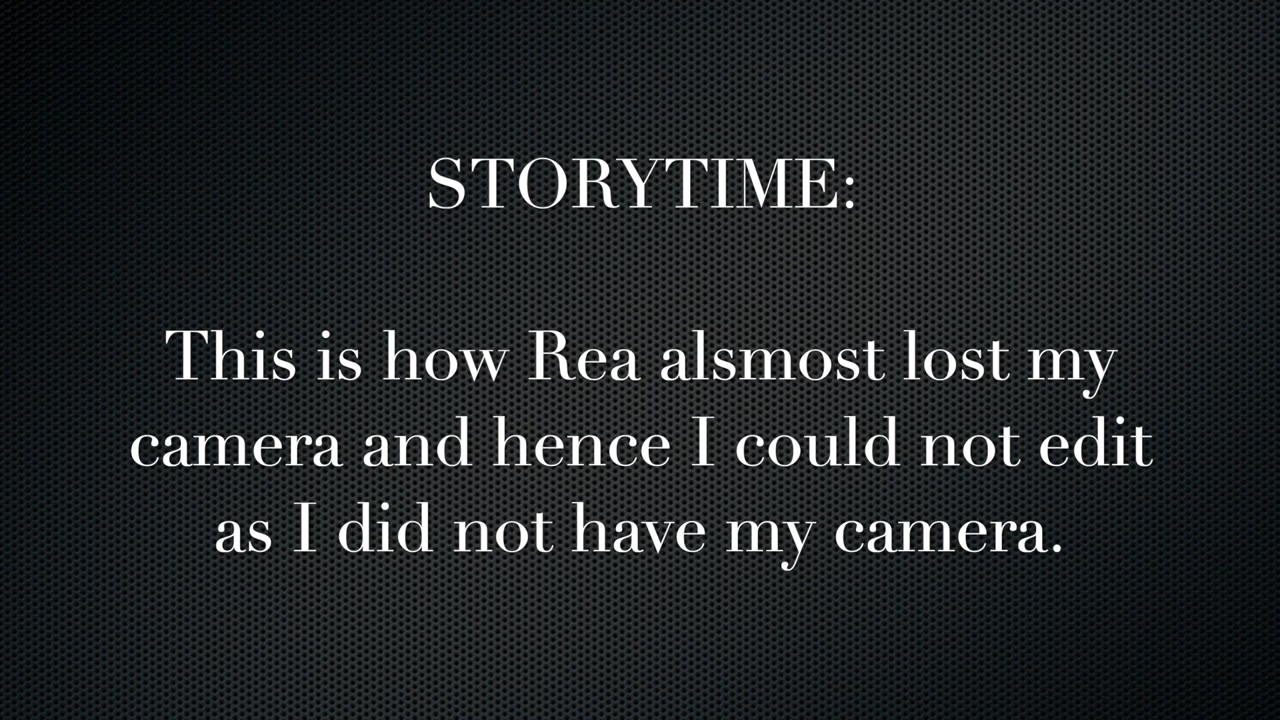 STORYTIME:
This is how Rea alsmost lost my
camera and hence I could not edit
as I did not have my camera.